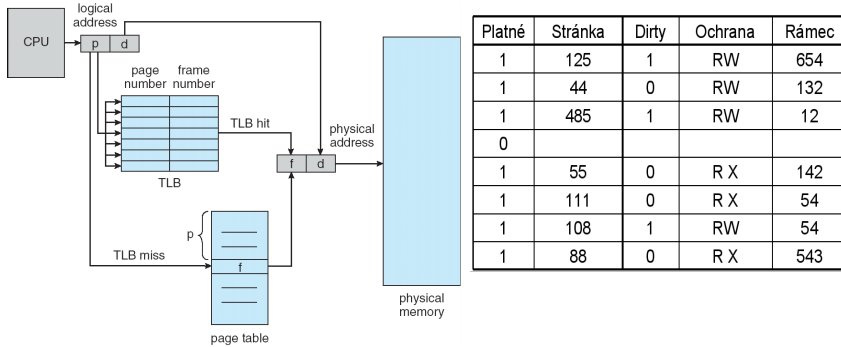 logical
address
CPU
p d
page frame
number number
TLB hit
physical
address
f d
TLB
p
TLB miss
f
physical
memory
page table
Platné Stránka Dirty Ochrana Rámec
1 125 1 RW 654
1 44 0 RW 132
1 485 1 RW 12
0
1 55 0 R X 142
1 111 0 R X 54
1 108 1 RW 54
1 88 0 R X 543